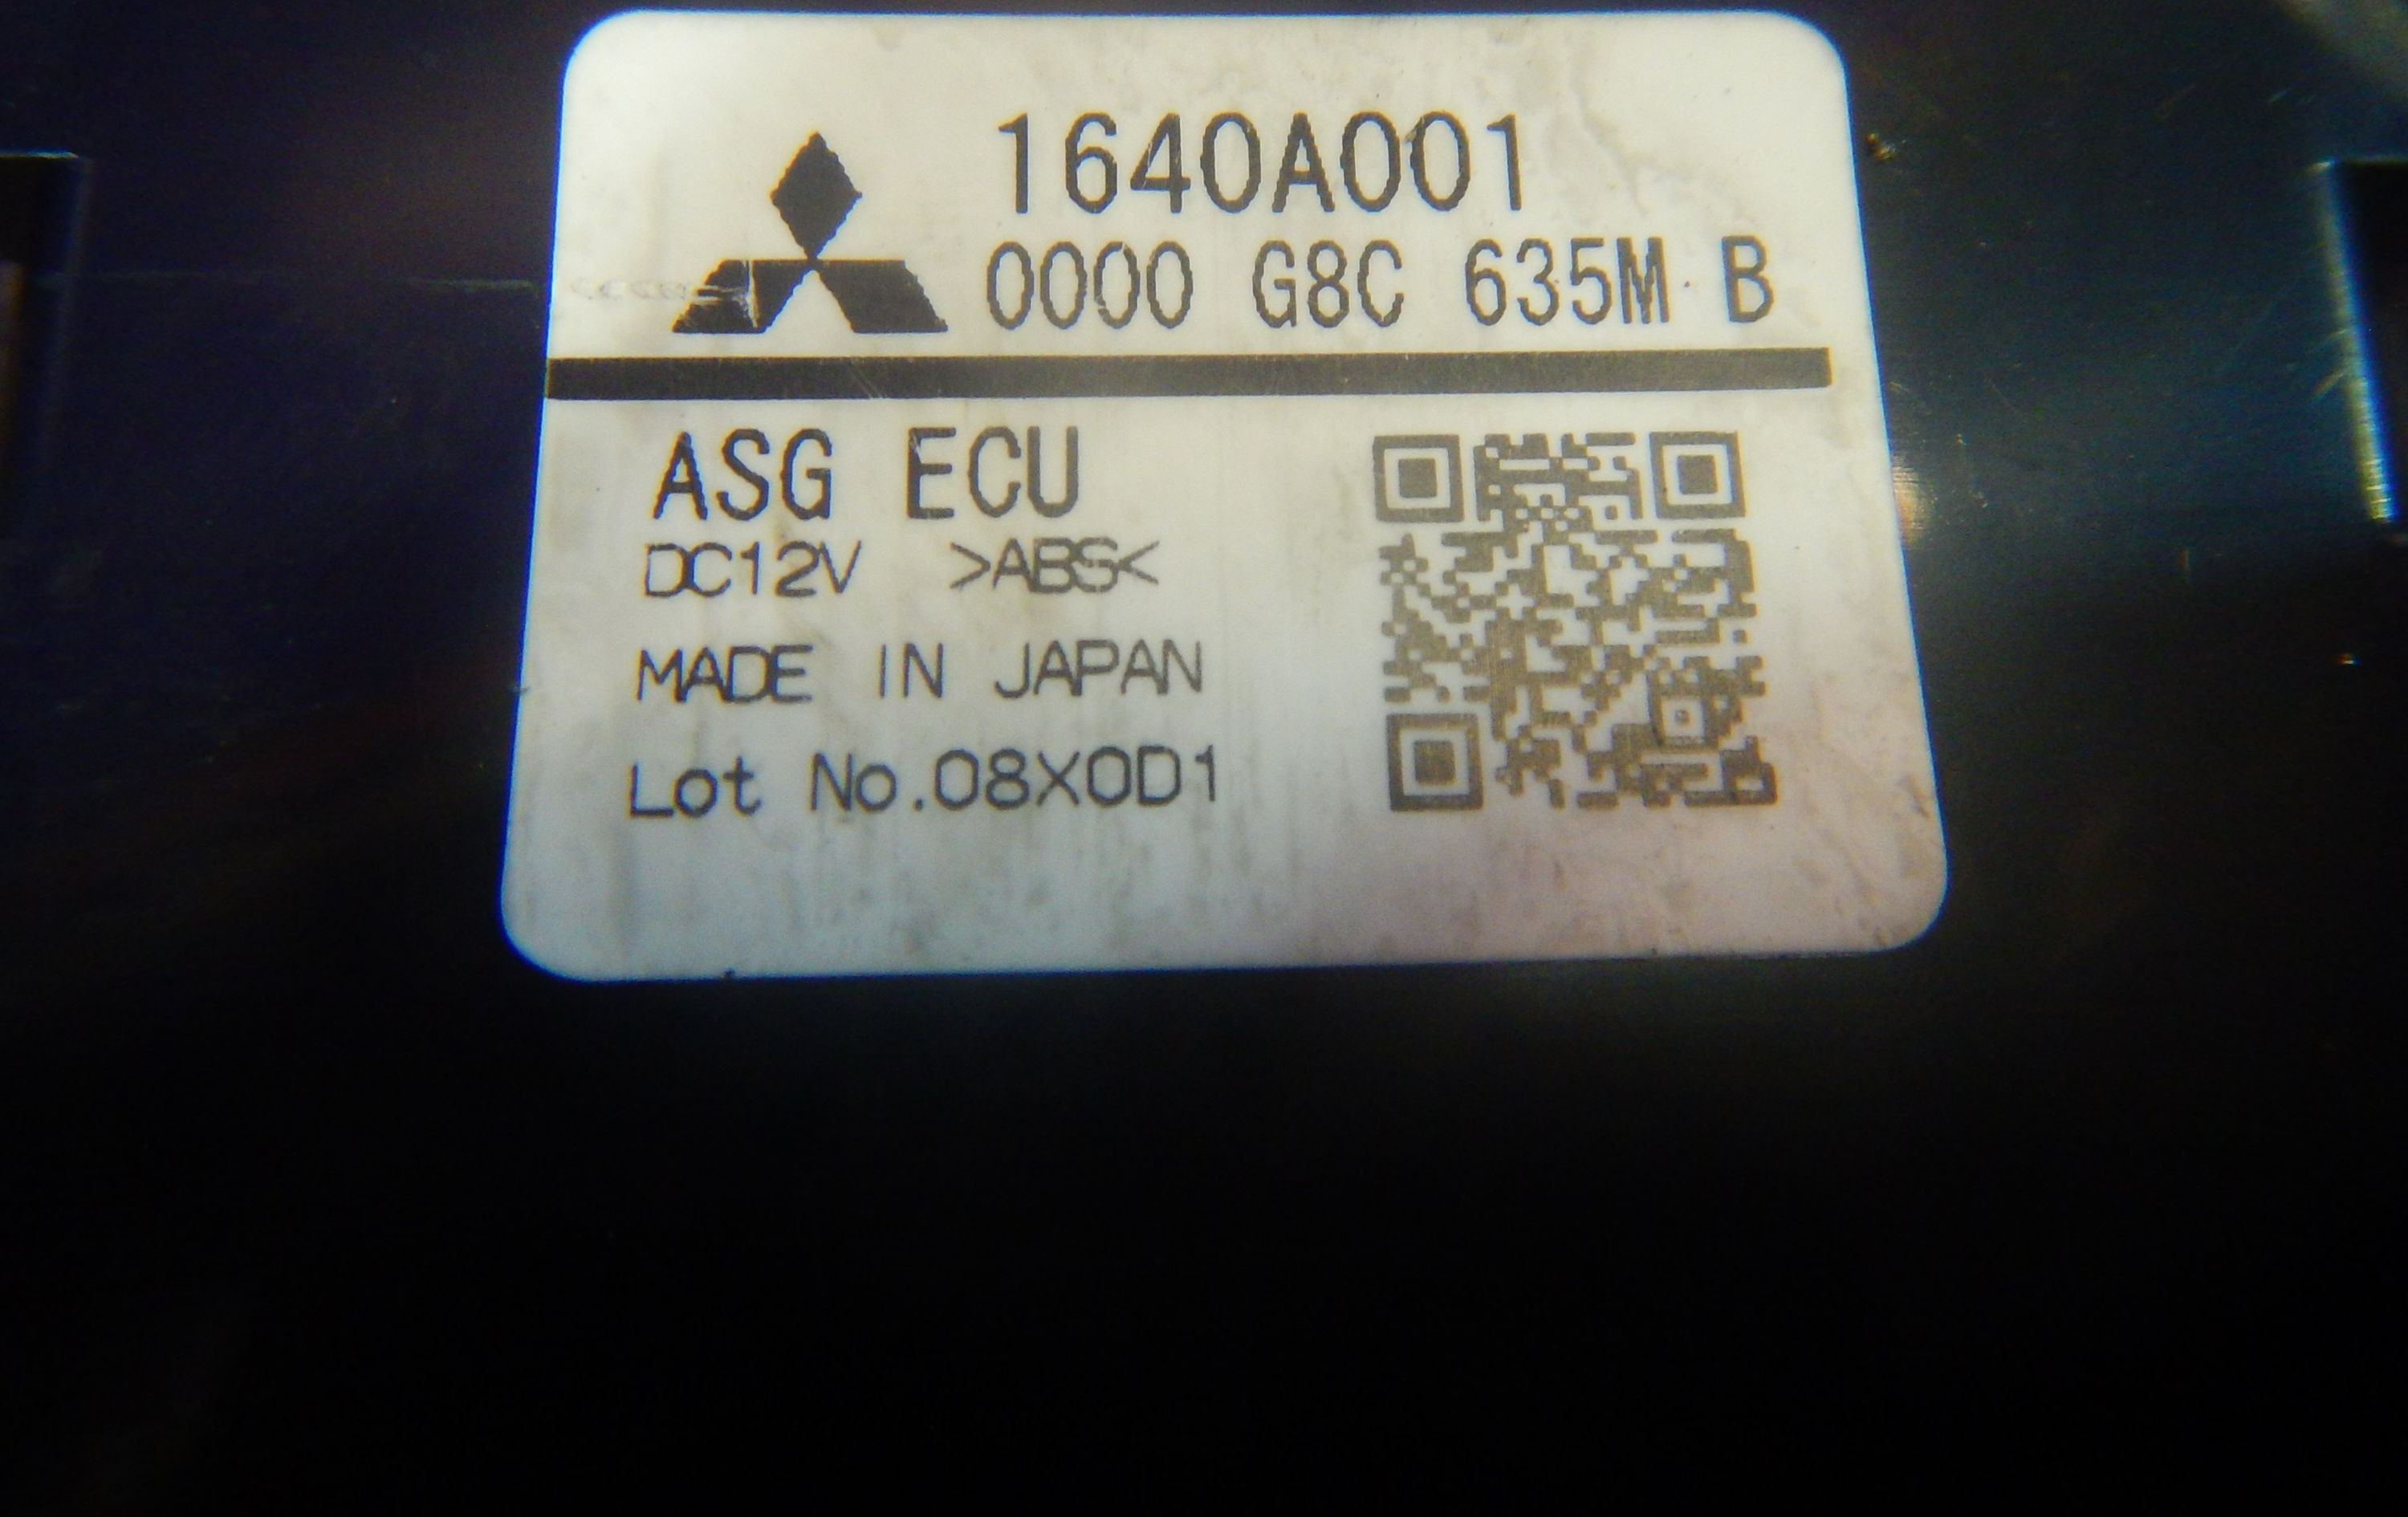 1640A001
0000 G8C 635M B
ASG ECU
DC12V >ABS<
MADE IN JAPAN
Lot No.08X0D1